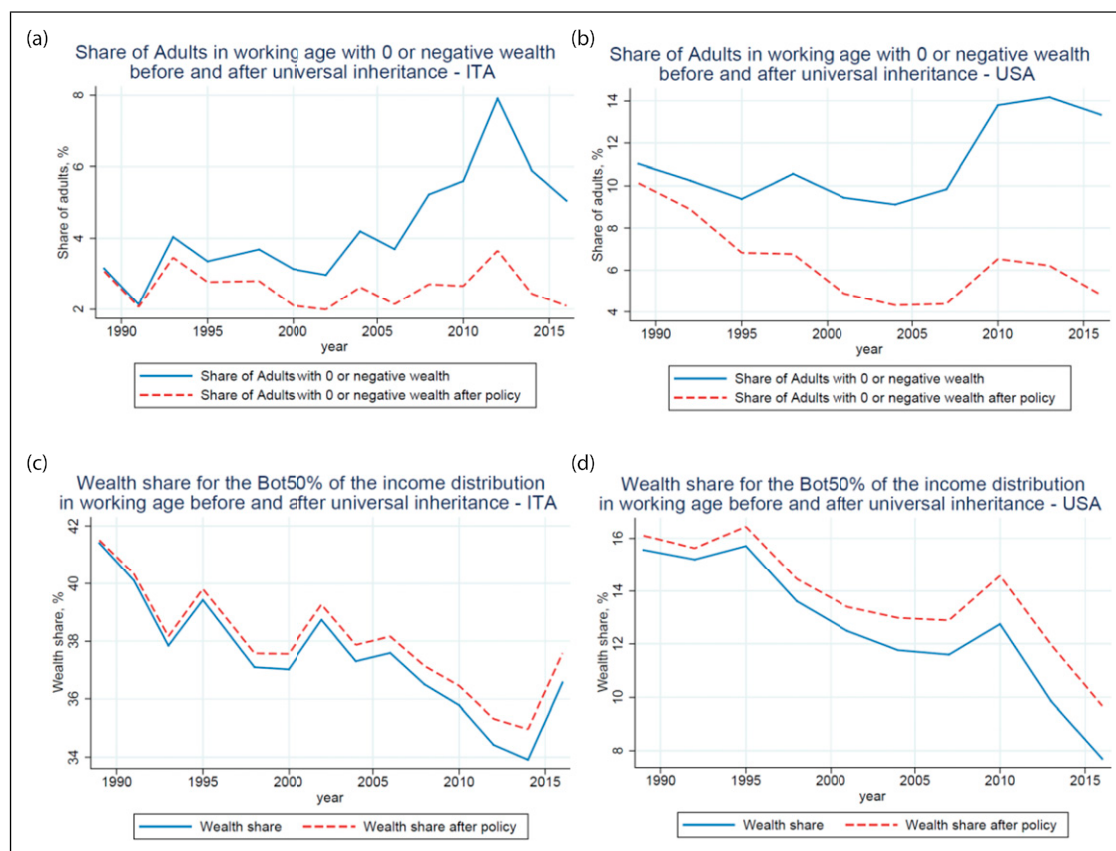 (a)
Share of Adults in working age with 0 or negative wealth
before and after universal inheritance - ITA
Share of adults, %
8
6
4
2
1990 1995 2000 2005 2010 2015
year
Share of Adults with 0 or negative wealth
Share of Adults with 0 or negative wealth after policy
(b)
Share of Adults in working age with 0 or negative wealth
before and after universal inheritance - USA
Share of adults, %
14
12
10
8
6
4
1990 1995 2000 2005 2010 2015
year
Share of Adults with 0 or negative wealth
Share of Adults with 0 or negative wealth after policy
(c)
Wealth share for the Bot50% of the income distribution
in working age before and after universal inheritance - ITA
Wealth share, %
42
40
38
36
34
1990 1995 2000 2005 2010 2015
year
Wealth share Wealth share after policy
(d)
Wealth share for the Bot50% of the income distribution
in working age before and after universal inheritance - USA
Wealth share, %
16
14
12
10
8
1990 1995 2000 2005 2010 2015
year
Wealth share Wealth share after policy